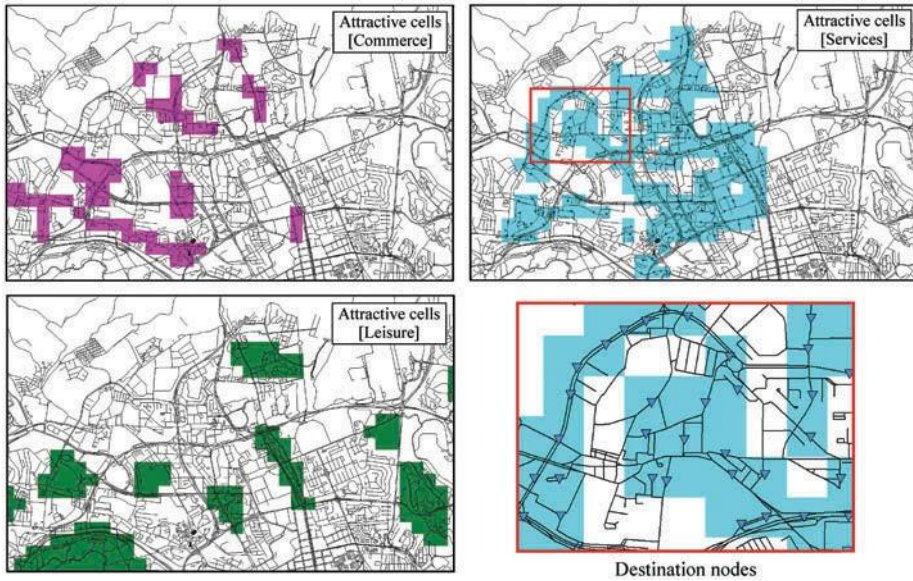 Attractive cells
[Commerce]
Attractive cells
[Services]
Attractive cells
[Leisure]
Destination nodes